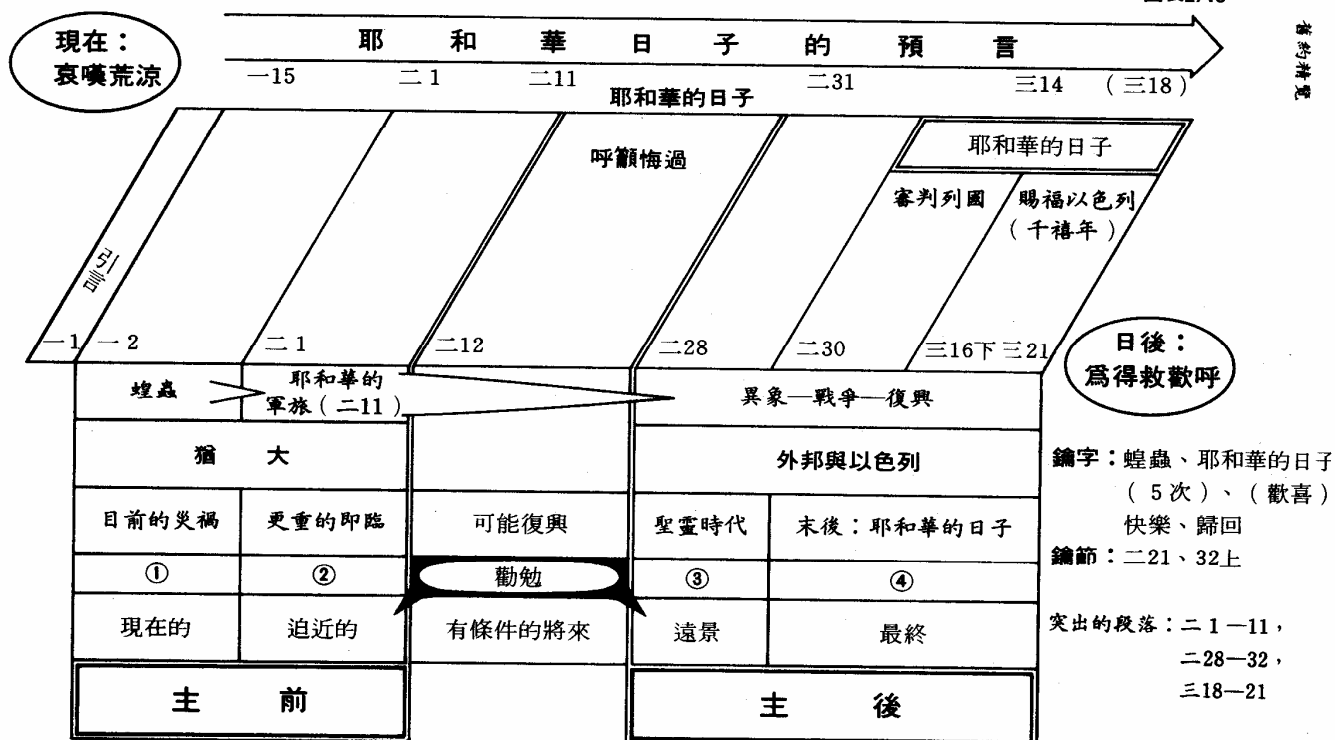 現在：
哀嘆荒涼
耶和華日子的預言
一15 二1 二11 二31 三14 （三18）
舊約精覽
耶和華的日子
呼籲悔過
耶和華的日子
審判列國 賜福以色列
（千禧年）
引言
一1 一2 二1 二12 二28 二30 三16下 三21
日後：
爲得救歡呼
蝗蟲 耶和華的
軍旅（二11） 異象—戰爭—復興
猶大 外邦與以色列
目前的災禍 更重的即臨 可能復興 聖靈時代 末後：耶和華的日子
① ② 勸勉 ③ ④
現在的 迫近的 有條件的將來 遠景 最終
主前 主後
鑰字：蝗蟲、耶和華的日子
（5次）、（歡喜）
快樂、歸回
鑰節：二21、32上
突出的段落：二1—11，
二28—32，
三18—21